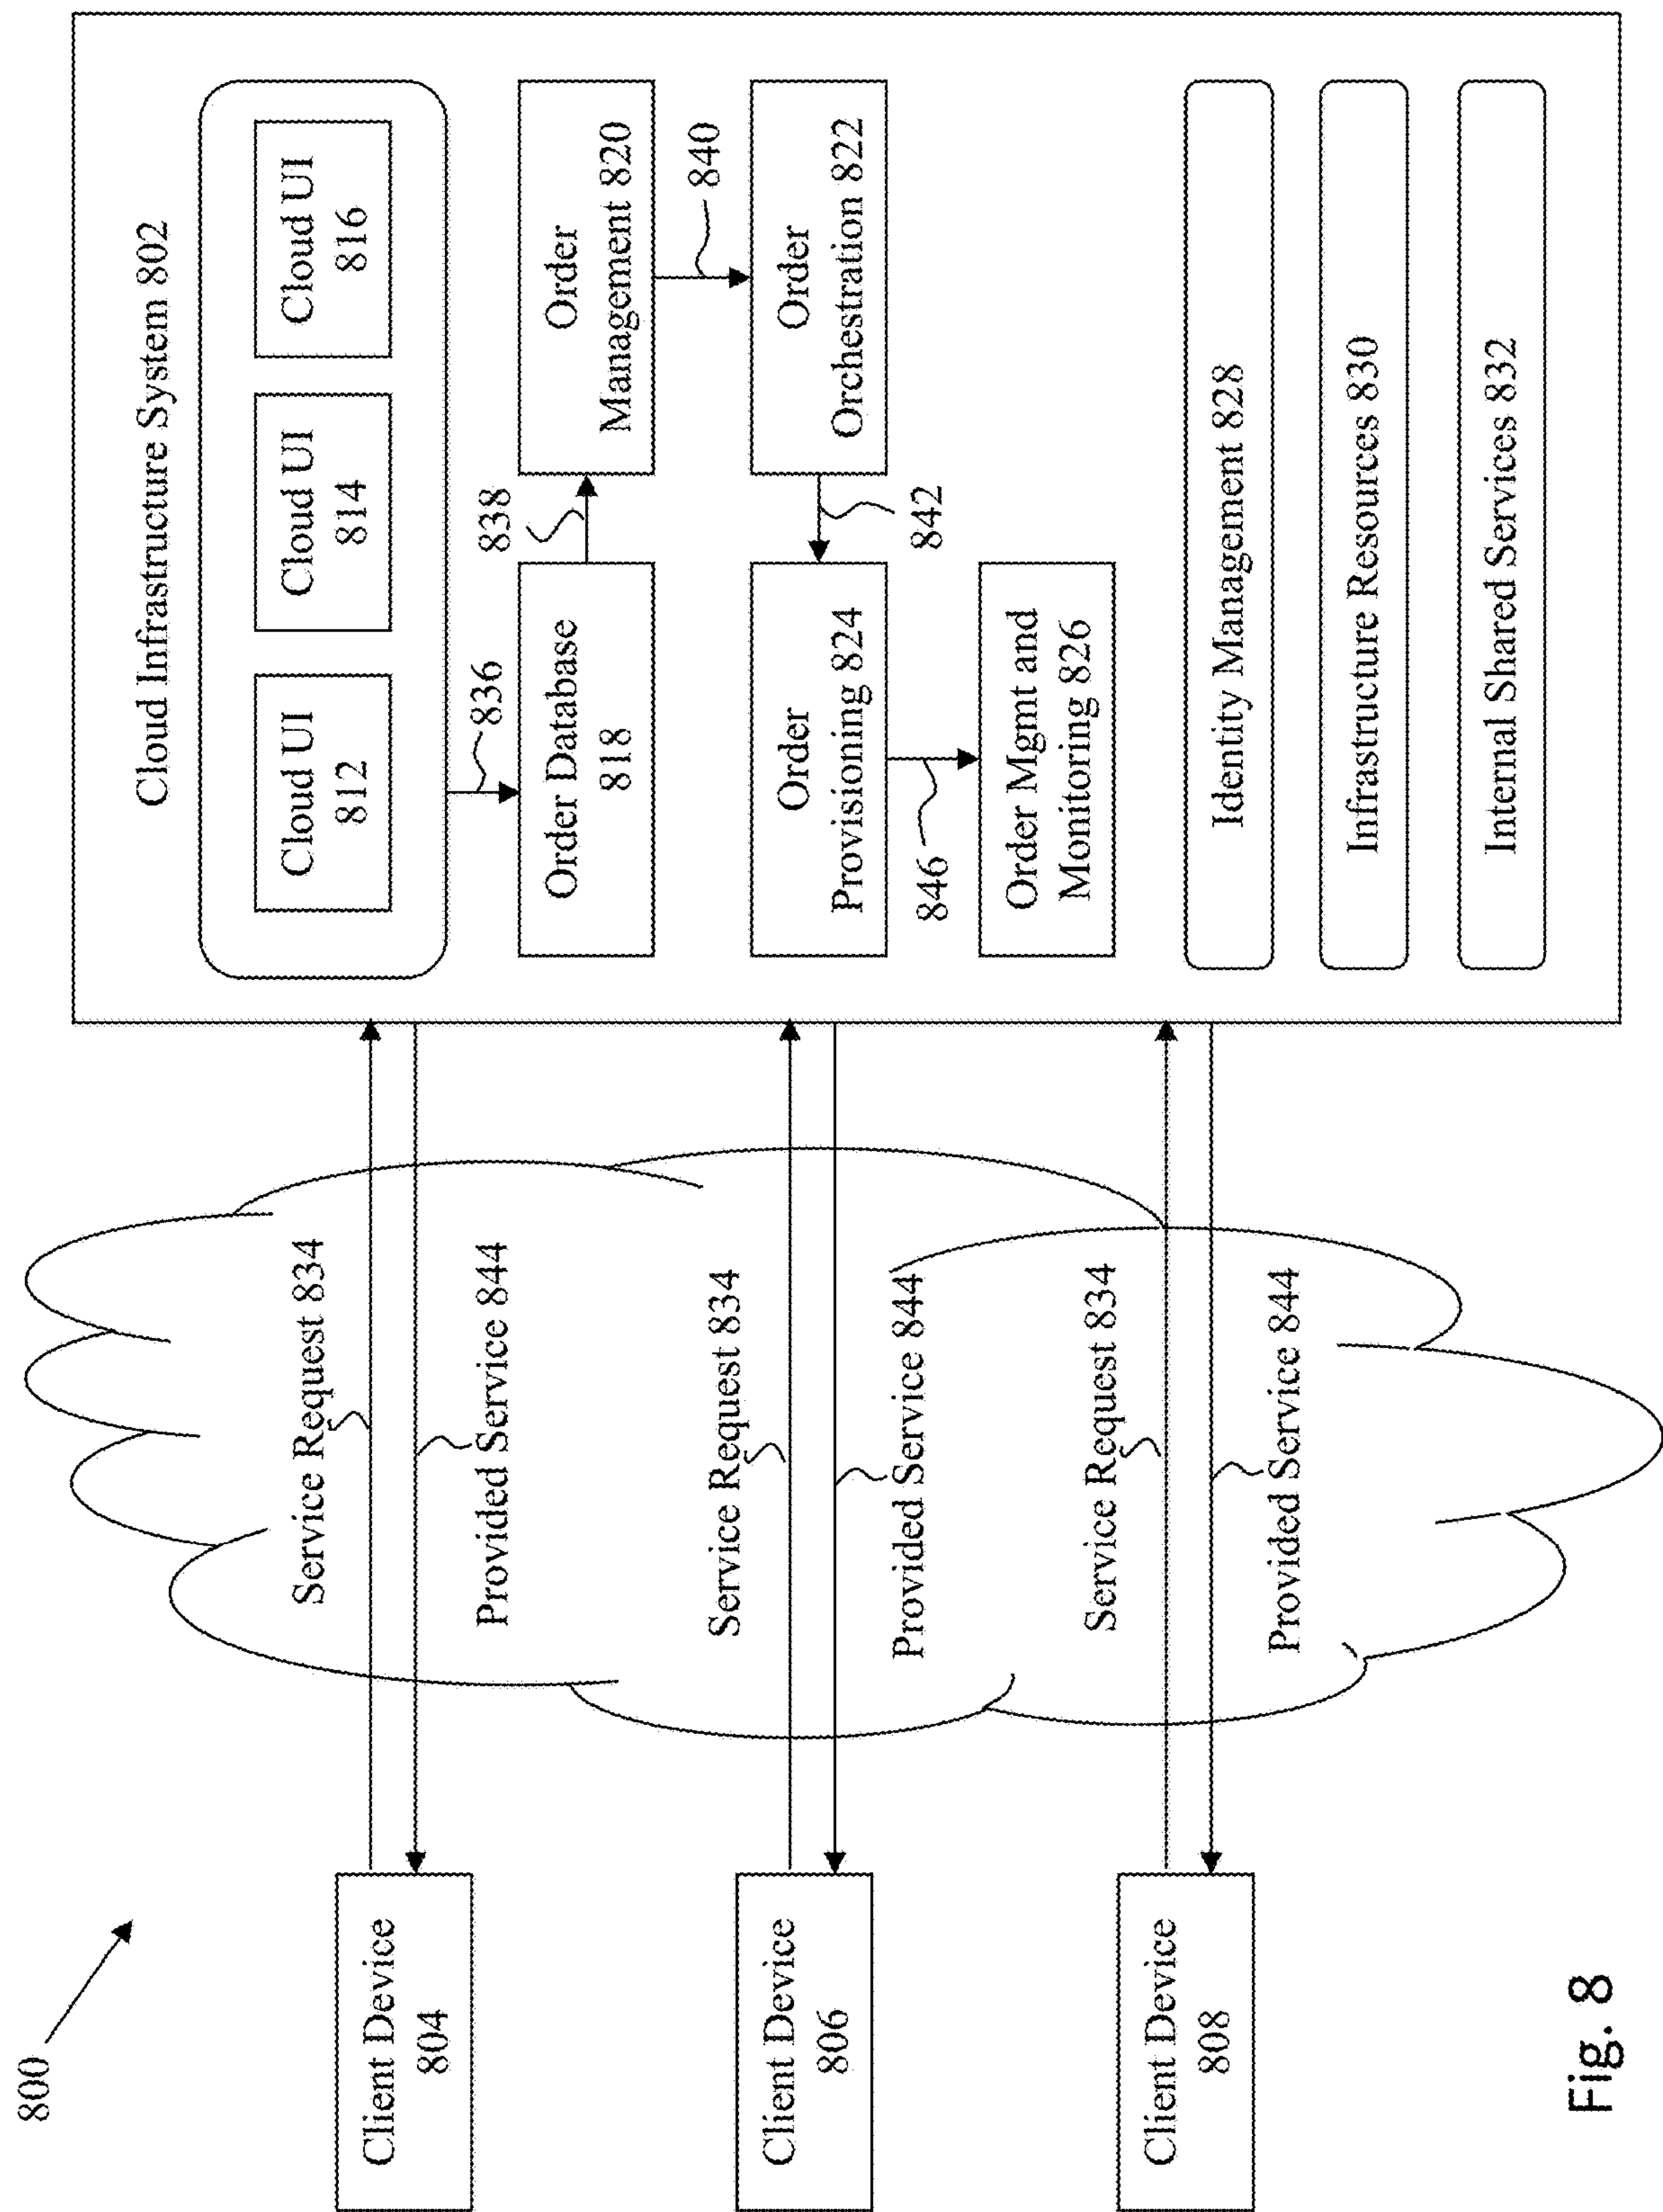 800
Cloud Infrastructure System 802
Cloud UI
812
Cloud UI
814
Cloud UI
816
836
838
Order Database
818
Order
Management 820
840
Order
Provisioning 824
Order
Orchestration 822
842
846
Order Mgmt and
Monitoring 826
Identity Management 828
Infrastructure Resources 830
Internal Shared Services 832
Client Device
804
Service Request 834
Provided Service 844
Client Device
806
Service Request 834
Provided Service 844
Client Device
808
Service Request 834
Provided Service 844
Fig. 8